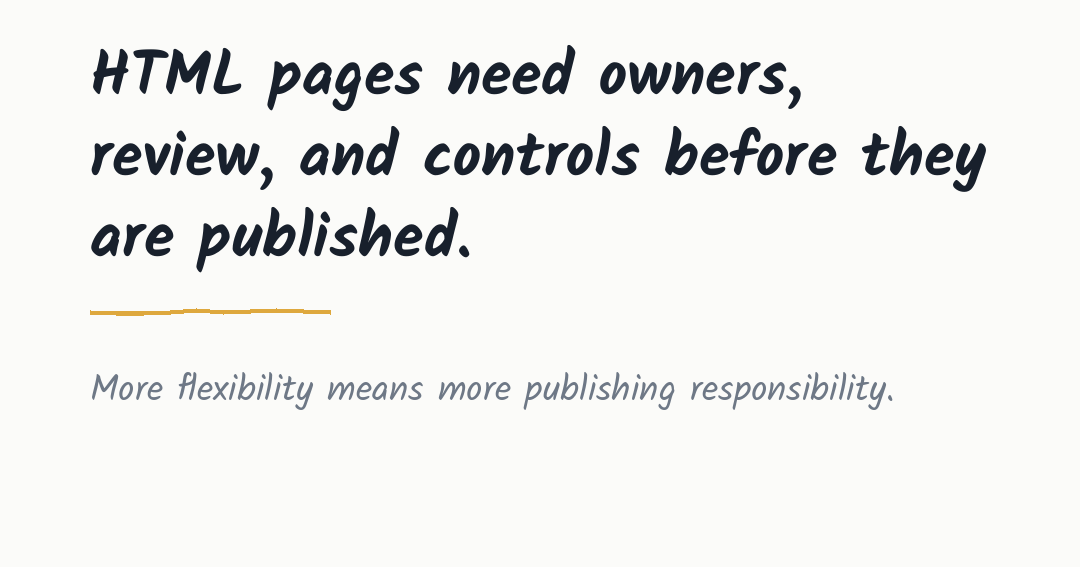 HTML pages need owners,
review, and controls before they
are published.
More flexibility means more publishing responsibility.